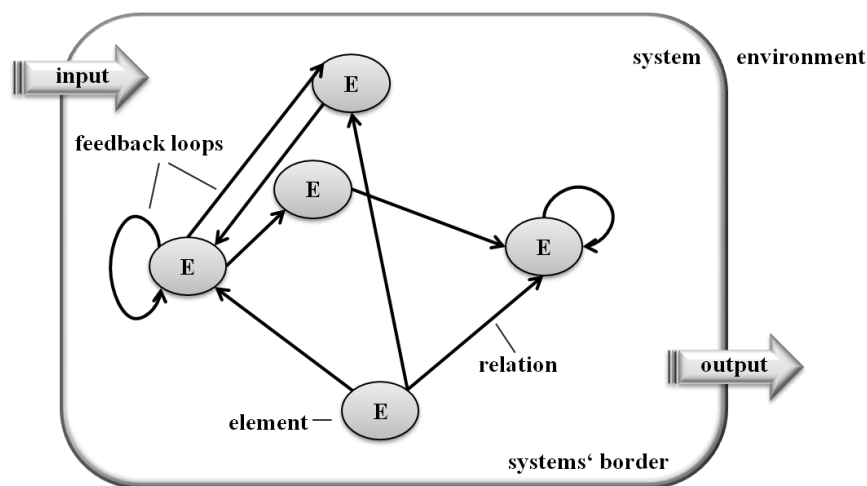 system
environment
input
E
feedback loops
E
E
E
relation
output
element
E
systems‘ border